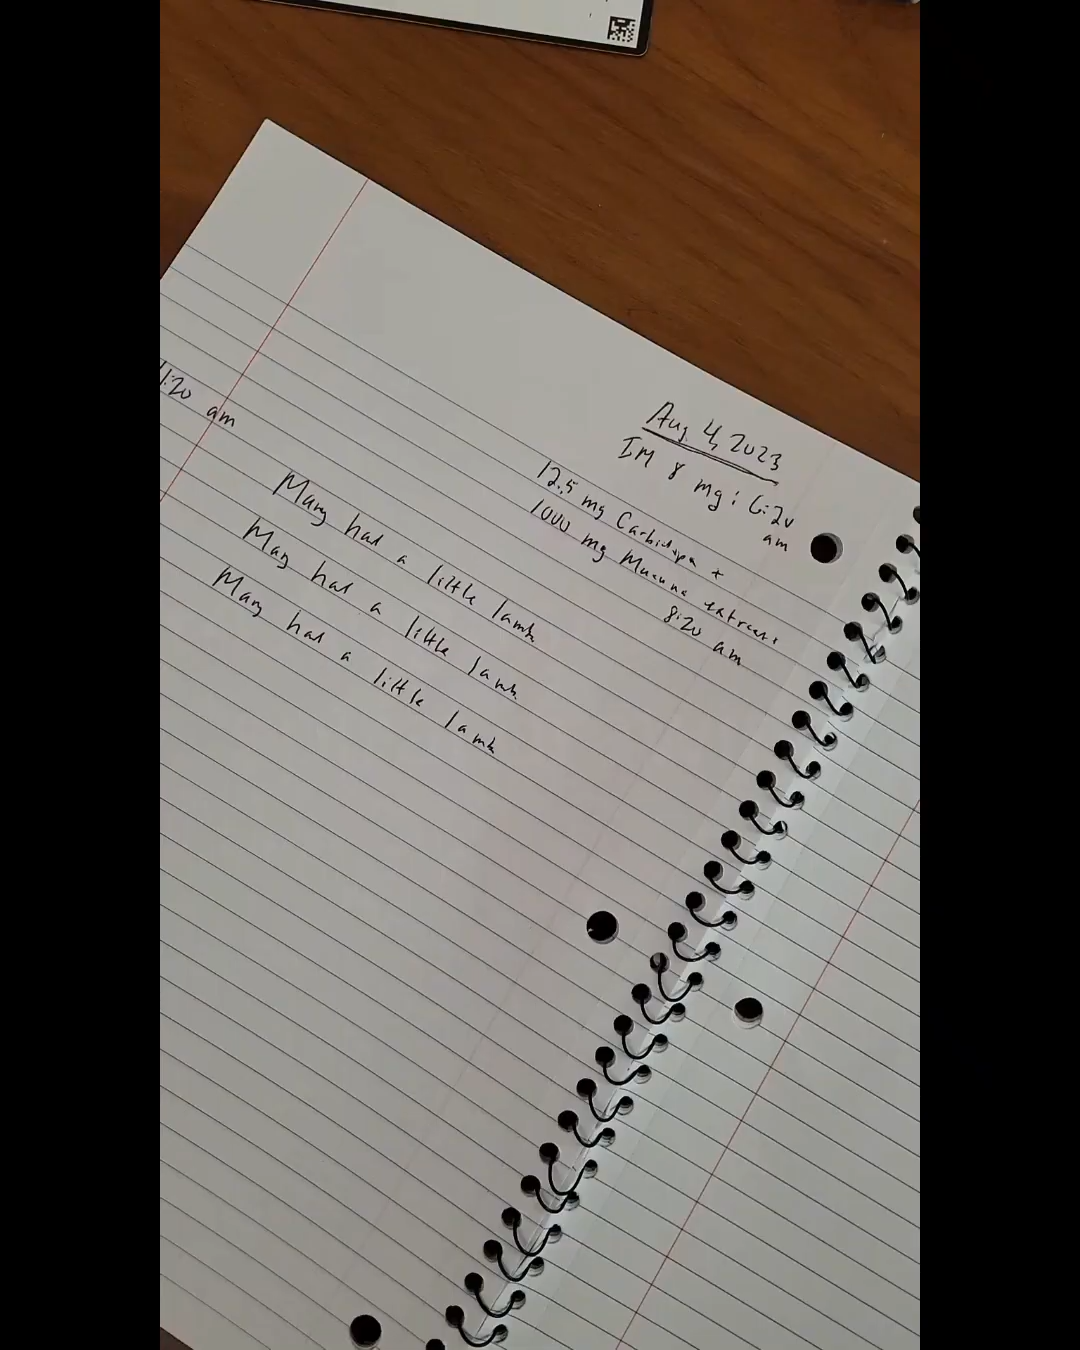 Aug. 4, 2023
IM 8 mg: 6:20
am
12.5 mg Carbidopa +
1000 mg Mucuna extract
8:20 am
:20 am
Mary had a little lamb
Mary had a little lamb
Mary had a little lamb